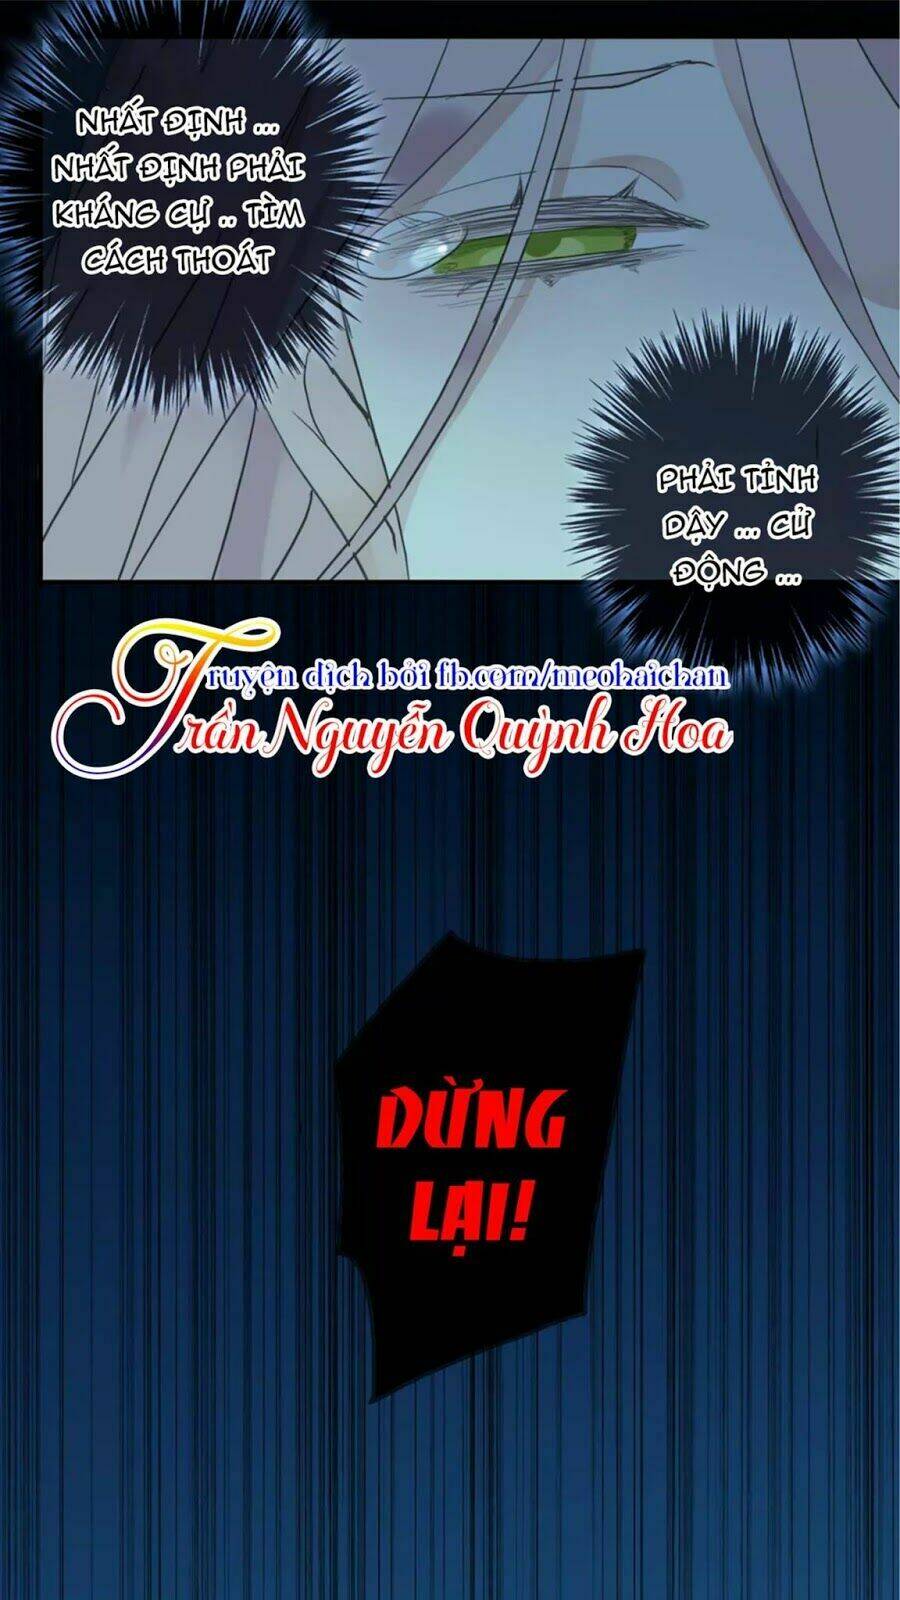 NHẤT ĐỊNH ...
NHẤT ĐỊNH PHẢI
KHÁNG CỰ .. TÌM
CÁCH THOÁT
PHẢI TỈNH
DẬY ... CỬ
ĐỘNG ...
Truyện dịch bởi fb.com/meohaichan
Trần Nguyễn Quỳnh Hoa
DỪNG
LẠI!